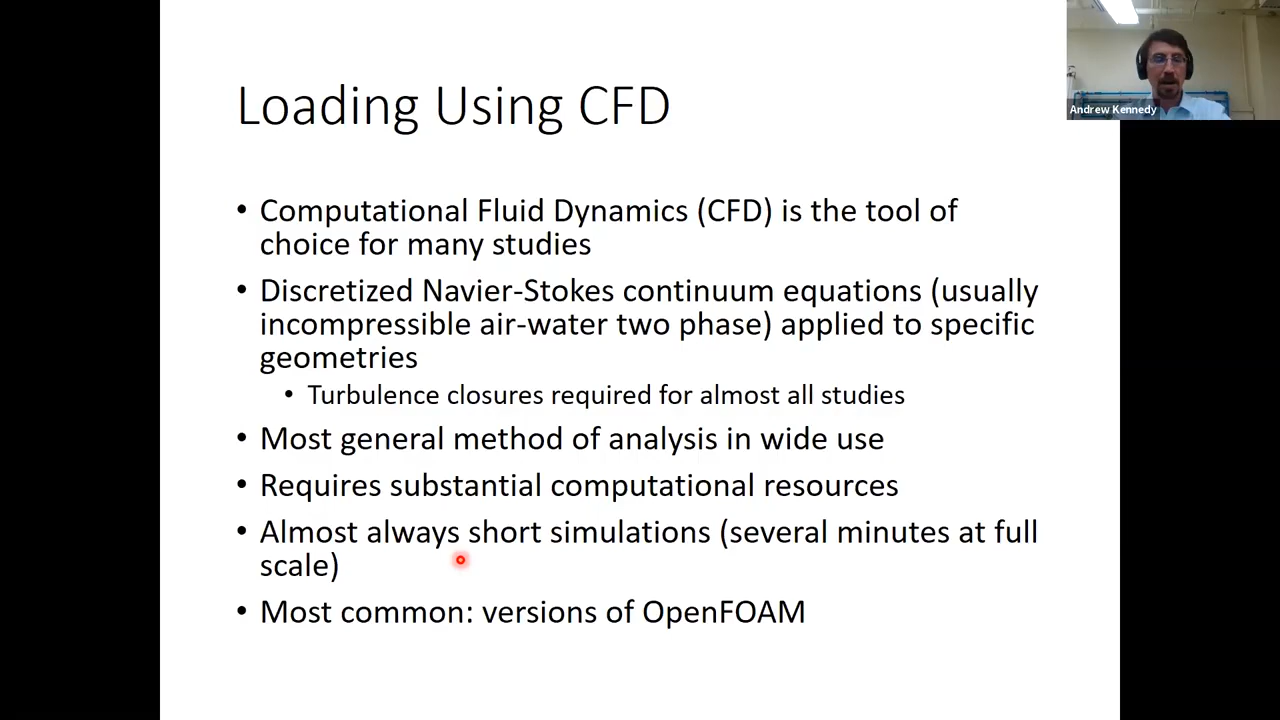 Loading Using CFD
Andrew Kennedy
• Computational Fluid Dynamics (CFD) is the tool of
choice for many studies
• Discretized Navier-Stokes continuum equations (usually
incompressible air-water two phase) applied to specific
geometries
• Turbulence closures required for almost all studies
• Most general method of analysis in wide use
• Requires substantial computational resources
• Almost always short simulations (several minutes at full
scale)
• Most common: versions of OpenFOAM